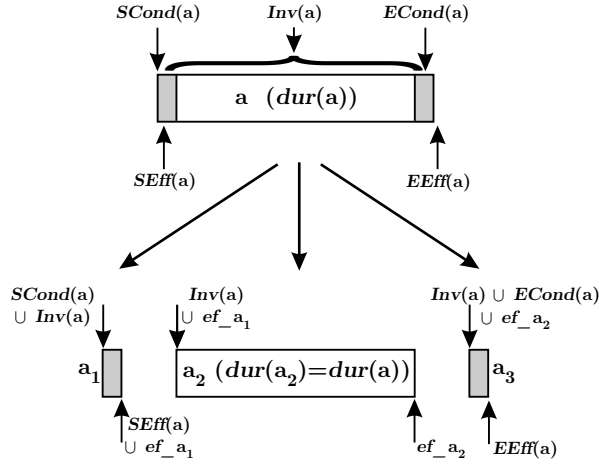 SCond(a) Inv(a) ECond(a)
a (dur(a))
SEff(a) EEff(a)
SCond(a) Inv(a) Inv(a) ∪ ECond(a)
∪ Inv(a) ∪ ef_a₁ ∪ ef_a₂
a₁ a₂ (dur(a₂)=dur(a)) a₃
SEff(a)
∪ ef_a₁ ef_a₂ EEff(a)